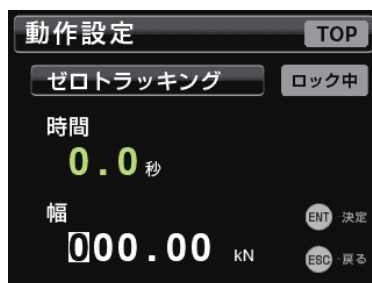 動作設定 TOP
ゼロトラッキング ロック中
時間
0.0秒
幅
ENT -決定
000.00 kN
ESC -戻る